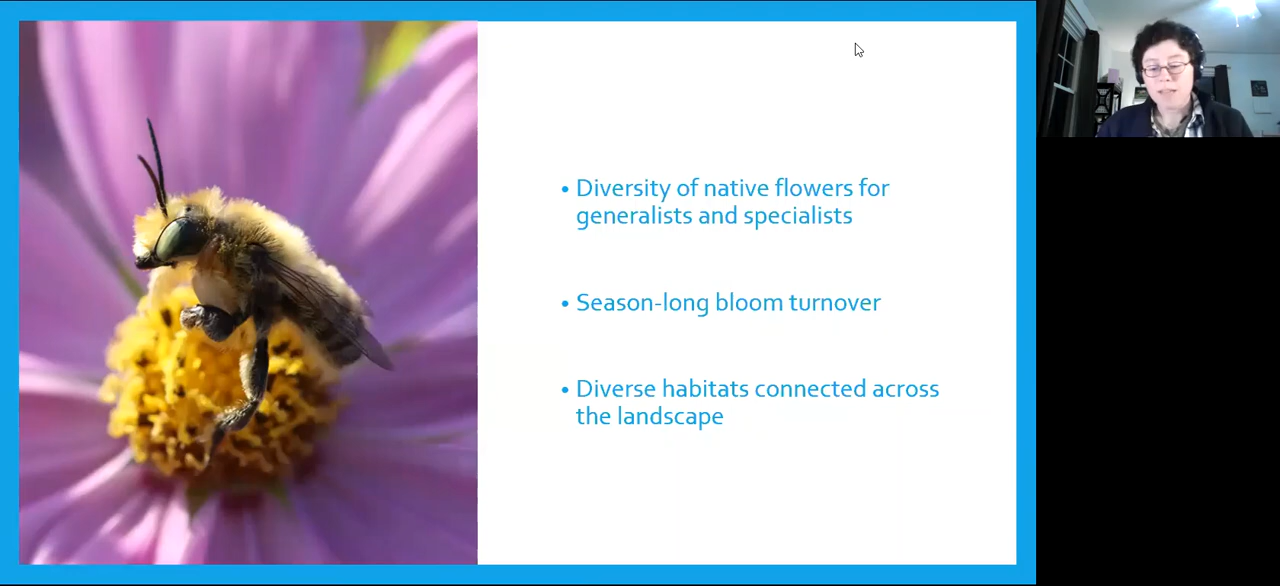 • Diversity of native flowers for
generalists and specialists
• Season-long bloom turnover
• Diverse habitats connected across
the landscape